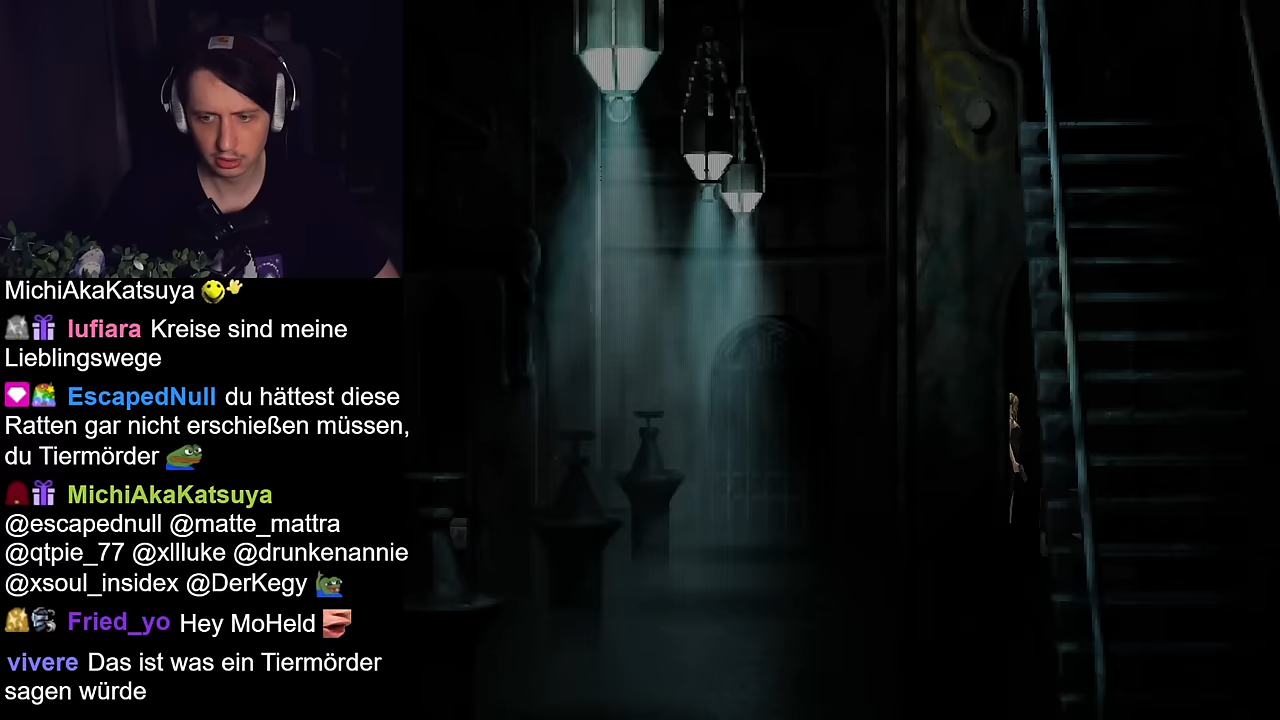 MichiAkaKatsuya
lufiara Kreise sind meine
Lieblingswege
EscapedNull du hättest diese
Ratten gar nicht erschießen müssen,
du Tiermörder
MichiAkaKatsuya
@escapednull @matte_mattra
@qtpie_77 @xllluke @drunkenannie
@xsoul_insidex @DerKegy
Fried_yo Hey MoHeld
vivere Das ist was ein Tiermörder
sagen würde